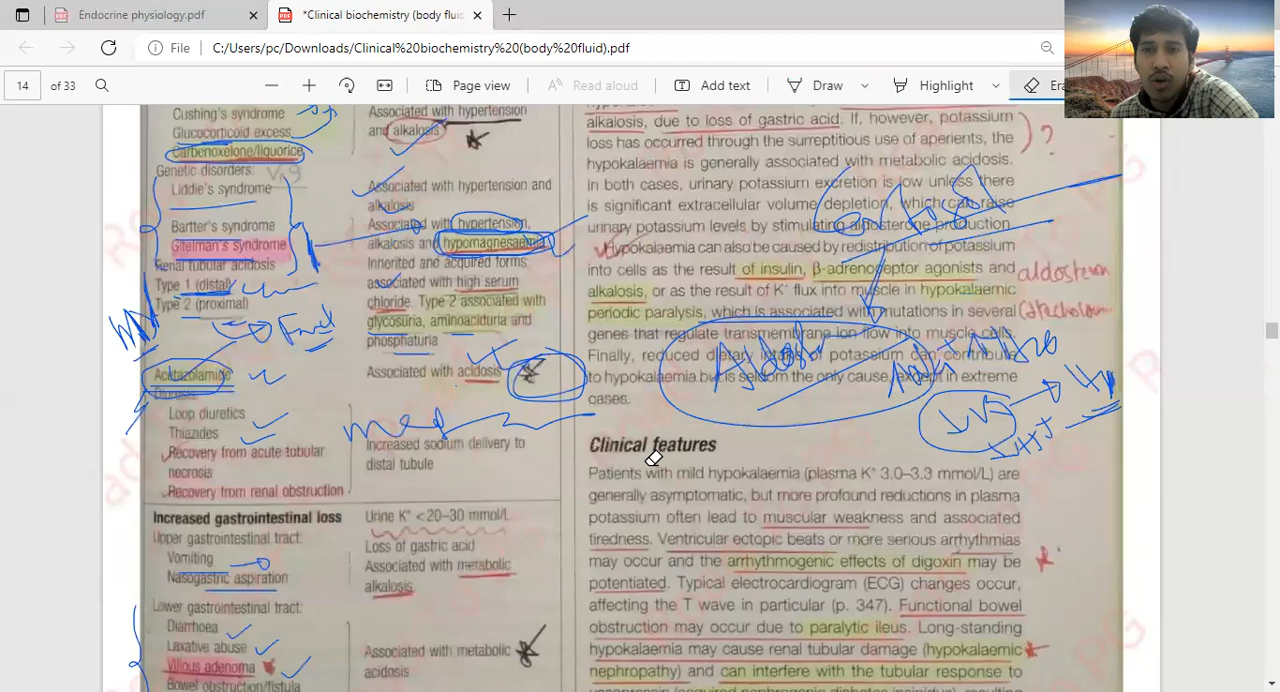 Endocrine physiology.pdf
*Clinical biochemistry (body fluid
File
C:/Users/pc/Downloads/Clinical%20biochemistry%20(body%20fluid).pdf
14 of 33
Page view
Read aloud
Add text
Draw
Highlight
Era
Cushing's syndrome
Glucocorticoid excess
Carbenoxelone/liquorice
Genetic disorders:
Liddie's syndrome
Bartter's syndrome
Gitelman's syndrome
Renal tubular acidosis
Type 1 (distal)
Type 2 (proximal)
Acetazolamide
Diuresis:
Loop diuretics
Thiazides
Recovery from acute tubular
necrosis
Recovery from renal obstruction
Increased gastrointestinal loss
Upper gastrointestinal tract:
Vomiting
Nasogastric aspiration
Lower gastrointestinal tract:
Diarrhoea
Laxative abuse
Villous adenoma
Bowel obstruction/fistula
Associated with hypertension
and alkalosis
Associated with hypertension and
alkalosis
Associated with hypertension,
alkalosis and hypomagnesaemia
Inherited and acquired forms,
associated with high serum
chloride. Type 2 associated with
glycosuria, aminoaciduria and
phosphaturia
Associated with acidosis
Increased sodium delivery to
distal tubule
Urine K+ <20–30 mmol/L
Loss of gastric acid
Associated with metabolic
alkalosis
Associated with metabolic
acidosis
alkalosis, due to loss of gastric acid. If, however, potassium
loss has occurred through the surreptitious use of aperients, the
hypokalaemia is generally associated with metabolic acidosis.
In both cases, urinary potassium excretion is low unless there
is significant extracellular volume depletion, which can raise
urinary potassium levels by stimulating aldosterone production.
Hypokalaemia can also be caused by redistribution of potassium
into cells as the result of insulin, β-adrenoceptor agonists and
alkalosis, or as the result of K+ flux into muscle in hypokalaemic
periodic paralysis, which is associated with mutations in several
genes that regulate transmembrane ion flow into muscle cells.
Finally, reduced dietary intake of potassium can contribute
to hypokalaemia but is seldom the only cause, except in extreme
cases.
Clinical features
Patients with mild hypokalaemia (plasma K+ 3.0–3.3 mmol/L) are
generally asymptomatic, but more profound reductions in plasma
potassium often lead to muscular weakness and associated
tiredness. Ventricular ectopic beats or more serious arrhythmias
may occur and the arrhythmogenic effects of digoxin may be
potentiated. Typical electrocardiogram (ECG) changes occur,
affecting the T wave in particular (p. 347). Functional bowel
obstruction may occur due to paralytic ileus. Long-standing
hypokalaemia may cause renal tubular damage (hypokalaemic
nephropathy) and can interfere with the tubular response to
?
Cortisol
Aldost